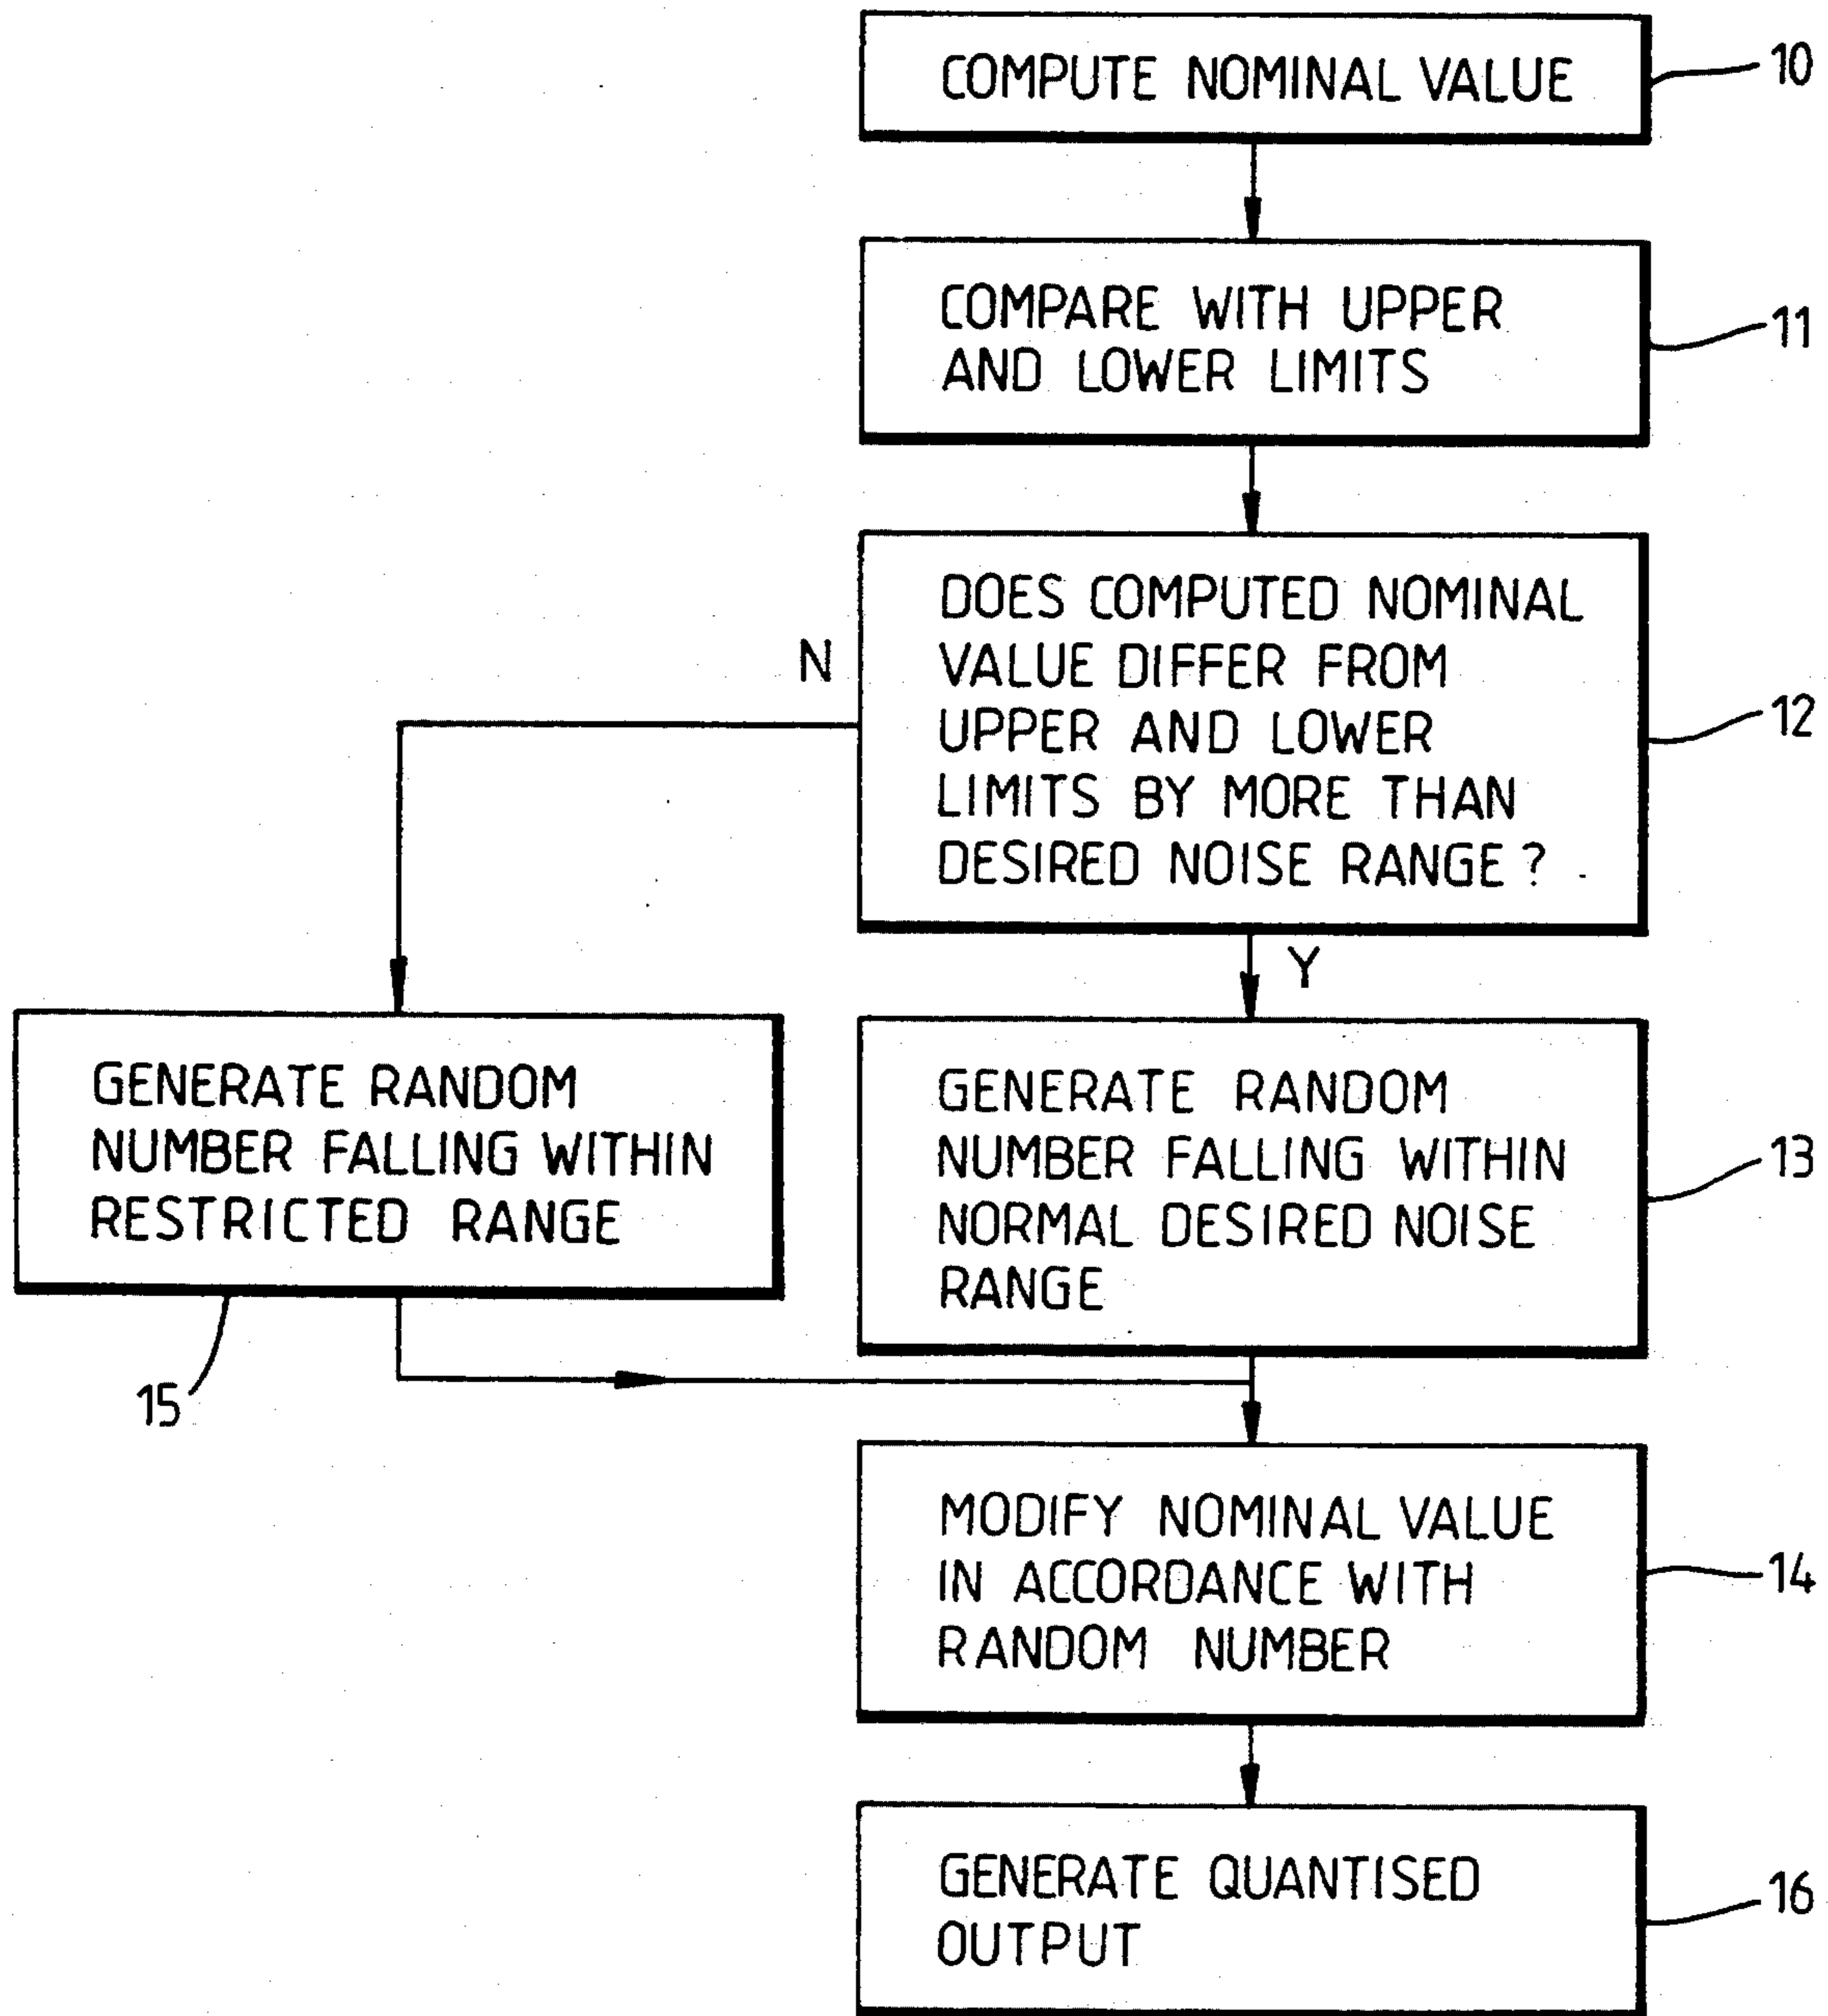 COMPUTE NOMINAL VALUE
10
COMPARE WITH UPPER
AND LOWER LIMITS
11
DOES COMPUTED NOMINAL
VALUE DIFFER FROM
UPPER AND LOWER
LIMITS BY MORE THAN
DESIRED NOISE RANGE?
12
N
Y
GENERATE RANDOM
NUMBER FALLING WITHIN
RESTRICTED RANGE
15
GENERATE RANDOM
NUMBER FALLING WITHIN
NORMAL DESIRED NOISE
RANGE
13
MODIFY NOMINAL VALUE
IN ACCORDANCE WITH
RANDOM NUMBER
14
GENERATE QUANTISED
OUTPUT
16